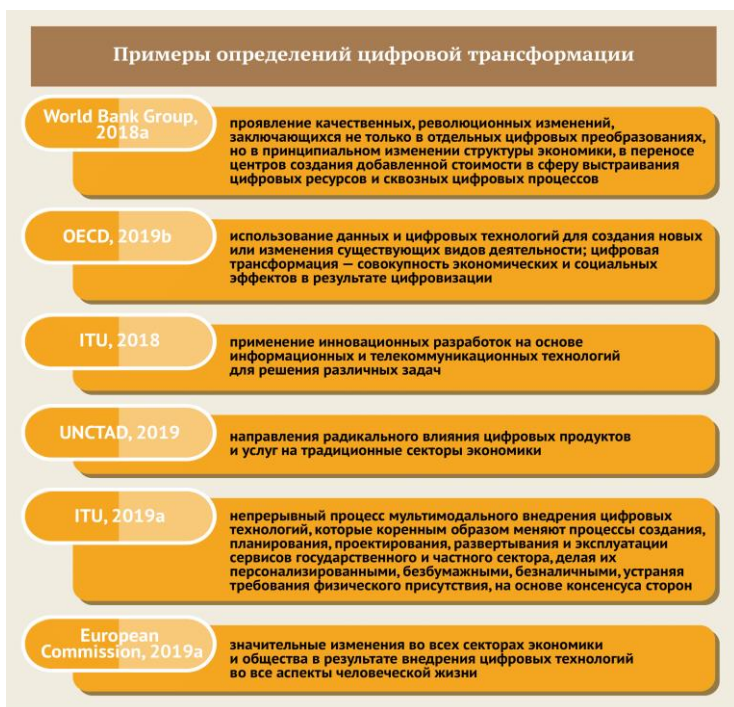 Примеры определений цифровой трансформации
World Bank Group,
2018a
проявление качественных, революционных изменений,
заключающихся не только в отдельных цифровых преобразованиях,
но в принципиальном изменении структуры экономики, в переносе
центров создания добавленной стоимости в сферу выстраивания
цифровых ресурсов и сквозных цифровых процессов
OECD, 2019b
использование данных и цифровых технологий для создания новых
или изменения существующих видов деятельности; цифровая
трансформация — совокупность экономических и социальных
эффектов в результате цифровизации
ITU, 2018
применение инновационных разработок на основе
информационных и телекоммуникационных технологий
для решения различных задач
UNCTAD, 2019
направления радикального влияния цифровых продуктов
и услуг на традиционные секторы экономики
ITU, 2019a
непрерывный процесс мультимодального внедрения цифровых
технологий, которые коренным образом меняют процессы создания,
планирования, проектирования, развертывания и эксплуатации
сервисов государственного и частного сектора, делая их
персонализированными, безбумажными, безналичными, устраняя
требования физического присутствия, на основе консенсуса сторон
European
Commission, 2019a
значительные изменения во всех секторах экономики
и общества в результате внедрения цифровых технологий
во все аспекты человеческой жизни